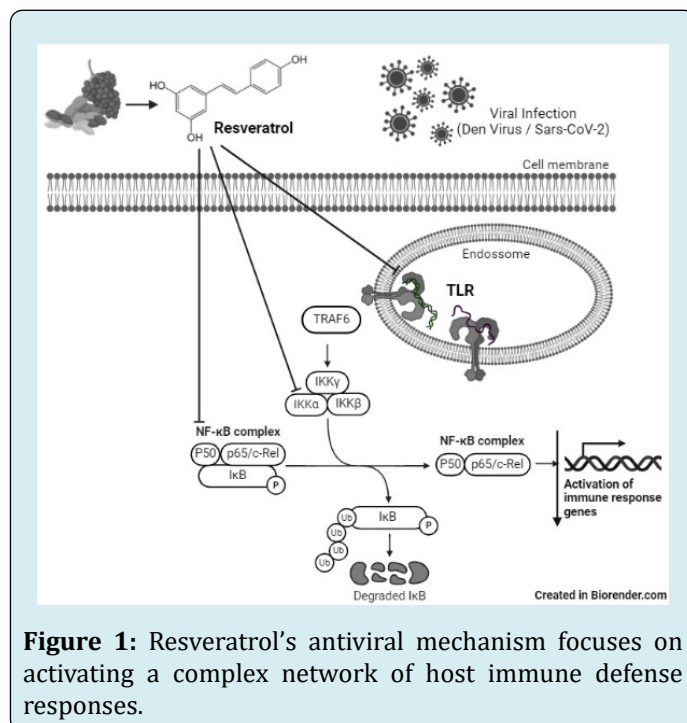 OH
HO
OH
Resveratrol
Viral Infection
(Den Virus / Sars-CoV-2)
Cell membrane
Endossome
TLR
TRAF6
IKKγ
IKKα
IKKβ
NF-κB complex
P50
p65/c-Rel
IκB
P
NF-κB complex
P50
p65/c-Rel
Activation of
immune response
genes
Ub
IκB
P
Ub
Ub
Ub
Degraded IκB
Created in Biorender.com
Figure 1: Resveratrol’s antiviral mechanism focuses on
activating a complex network of host immune defense
responses.